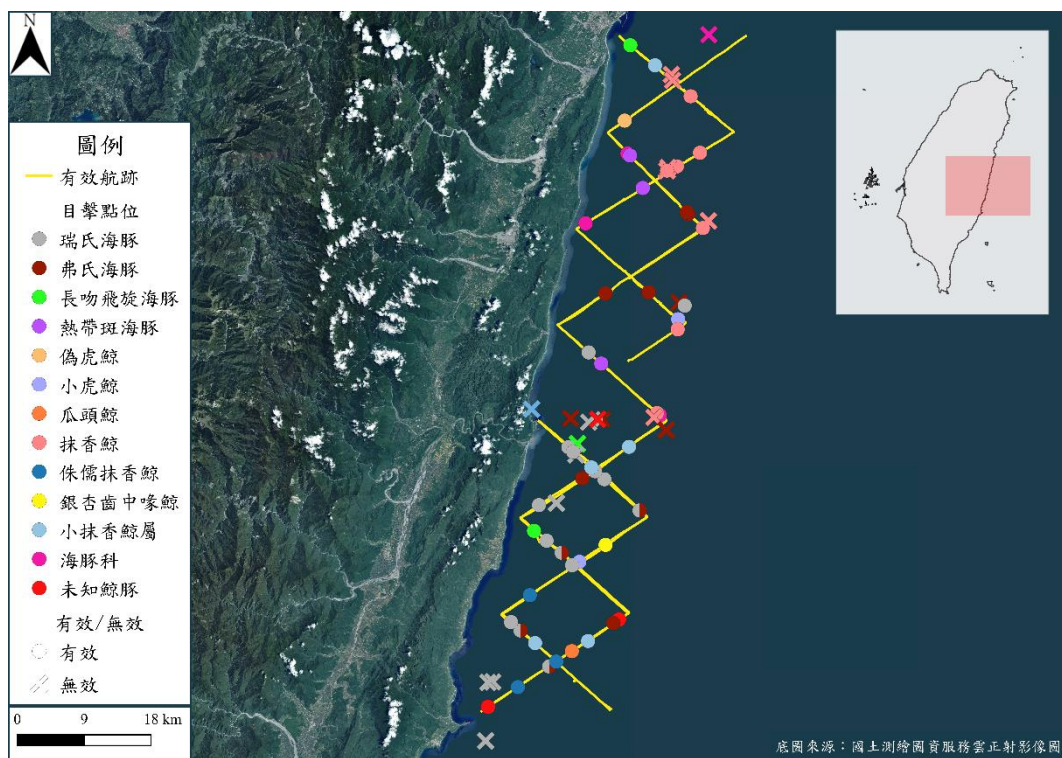 N
圖例
有效航跡
目擊點位
瑞氏海豚
弗氏海豚
長吻飛旋海豚
熱帶斑海豚
偽虎鯨
小虎鯨
瓜頭鯨
抹香鯨
侏儒抹香鯨
銀杏齒中喙鯨
小抹香鯨屬
海豚科
未知鯨豚
有效/無效
有效
無效
0 9 18 km
底圖來源：國土測繪圖資服務雲正射影像圖